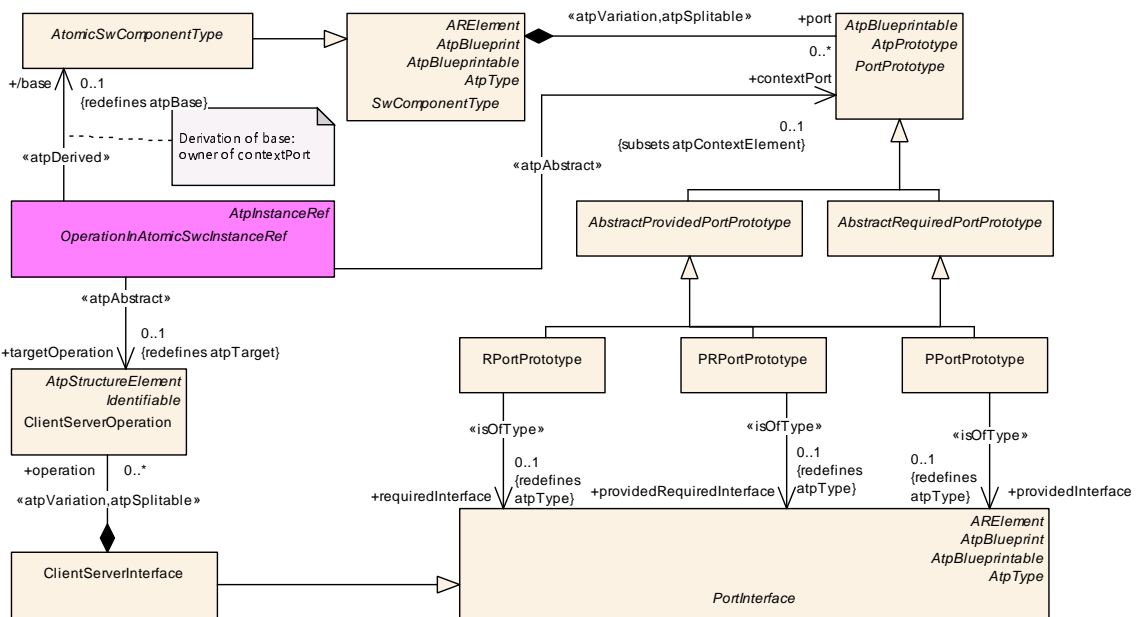 AtomicSwComponentType
ARElement
AtpBlueprint
AtpBlueprintable
AtpType
SwComponentType
«atpVariation,atpSplitable»
+port
0..*
AtpBlueprintable
AtpPrototype
PortPrototype
+/base
0..1
{redefines atpBase}
+contextPort
0..1
{subsets atpContextElement}
Derivation of base:
owner of contextPort
«atpDerived»
«atpAbstract»
AtpInstanceRef
OperationInAtomicSwcInstanceRef
AbstractProvidedPortPrototype
AbstractRequiredPortPrototype
«atpAbstract»
+targetOperation
0..1
{redefines atpTarget}
RPortPrototype
PRPortPrototype
PPortPrototype
AtpStructureElement
Identifiable
ClientServerOperation
«isOfType»
«isOfType»
«isOfType»
+operation
0..*
«atpVariation,atpSplitable»
+requiredInterface
0..1
{redefines
atpType}
+providedRequiredInterface
0..1
{redefines
atpType}
0..1
{redefines
atpType}
+providedInterface
ClientServerInterface
ARElement
AtpBlueprint
AtpBlueprintable
AtpType
PortInterface